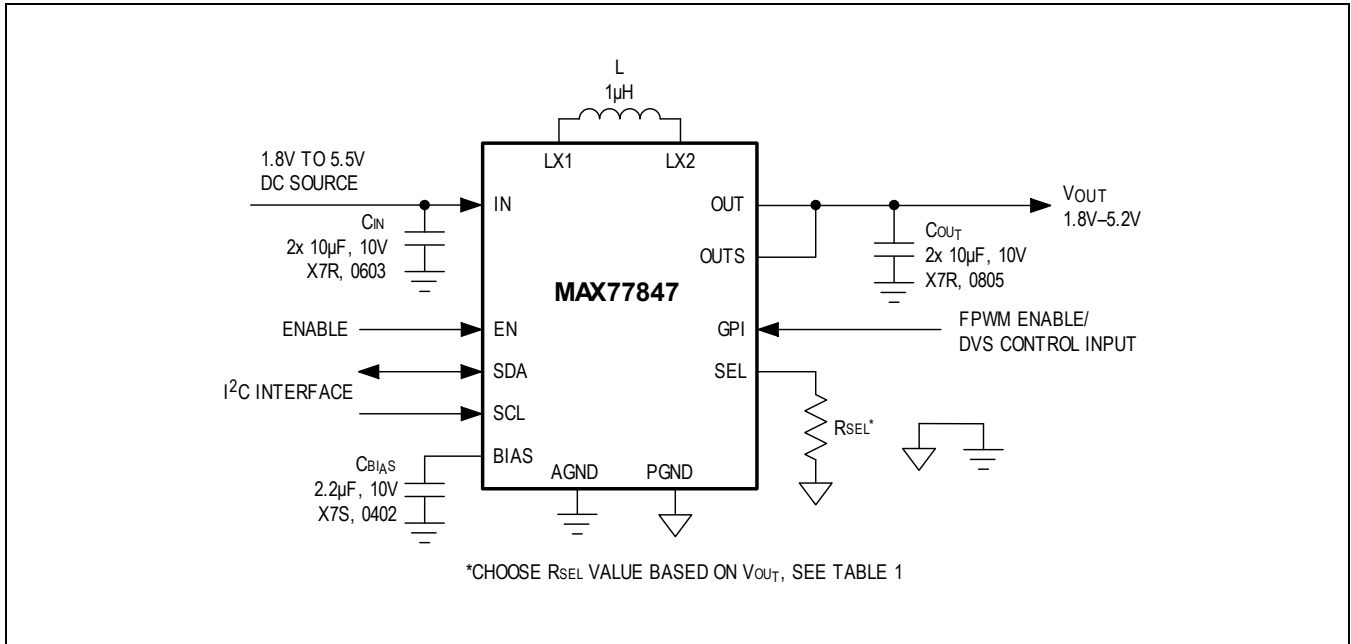 L
1µH
LX1
LX2
1.8V TO 5.5V
DC SOURCE
IN
OUT
VOUT
1.8V–5.2V
CIN
2x 10µF, 10V
X7R, 0603
OUTS
COUT
2x 10µF, 10V
X7R, 0805
MAX77847
ENABLE
EN
GPI
FPWM ENABLE/
DVS CONTROL INPUT
SDA
SEL
I2C INTERFACE
SCL
RSEL*
BIAS
CBIAS
2.2µF, 10V
X7S, 0402
AGND
PGND
*CHOOSE RSEL VALUE BASED ON VOUT, SEE TABLE 1